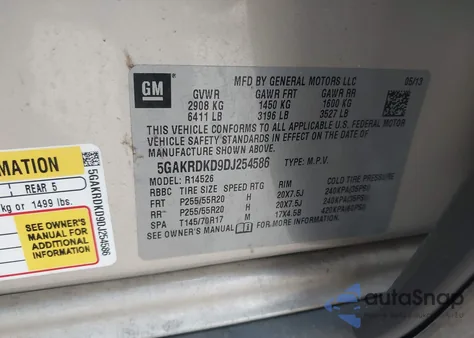 GM
MFD BY GENERAL MOTORS LLC 05/13
GVWR GAWR FRT GAWR RR
2908 KG 1450 KG 1600 KG
6411 LB 3196 LB 3527 LB
THIS VEHICLE CONFORMS TO ALL APPLICABLE U.S. FEDERAL MOTOR
VEHICLE SAFETY STANDARDS IN EFFECT ON THE DATE OF
MANUFACTURE SHOWN ABOVE.
5GAKRDKD9DJ254586 TYPE: M.P.V.
MODEL: R14526
RBBC TIRE SIZE SPEED RTG RIM COLD TIRE PRESSURE
FRT P255/55R20 H 20X7.5J 240KPA(35PSI)
RR P255/55R20 H 20X7.5J 240KPA(35PSI)
SPA T145/70R17 M 17X4.5B 420KPA(60PSI)
SEE OWNER'S MANUAL FOR MORE INFORMATION.
MATION
REAR 5
kg or 1499 lbs.
SEE OWNER'S
MANUAL FOR
ADDITIONAL
INFORMATION
5GAKRDKD9DJ254586
autoSnap